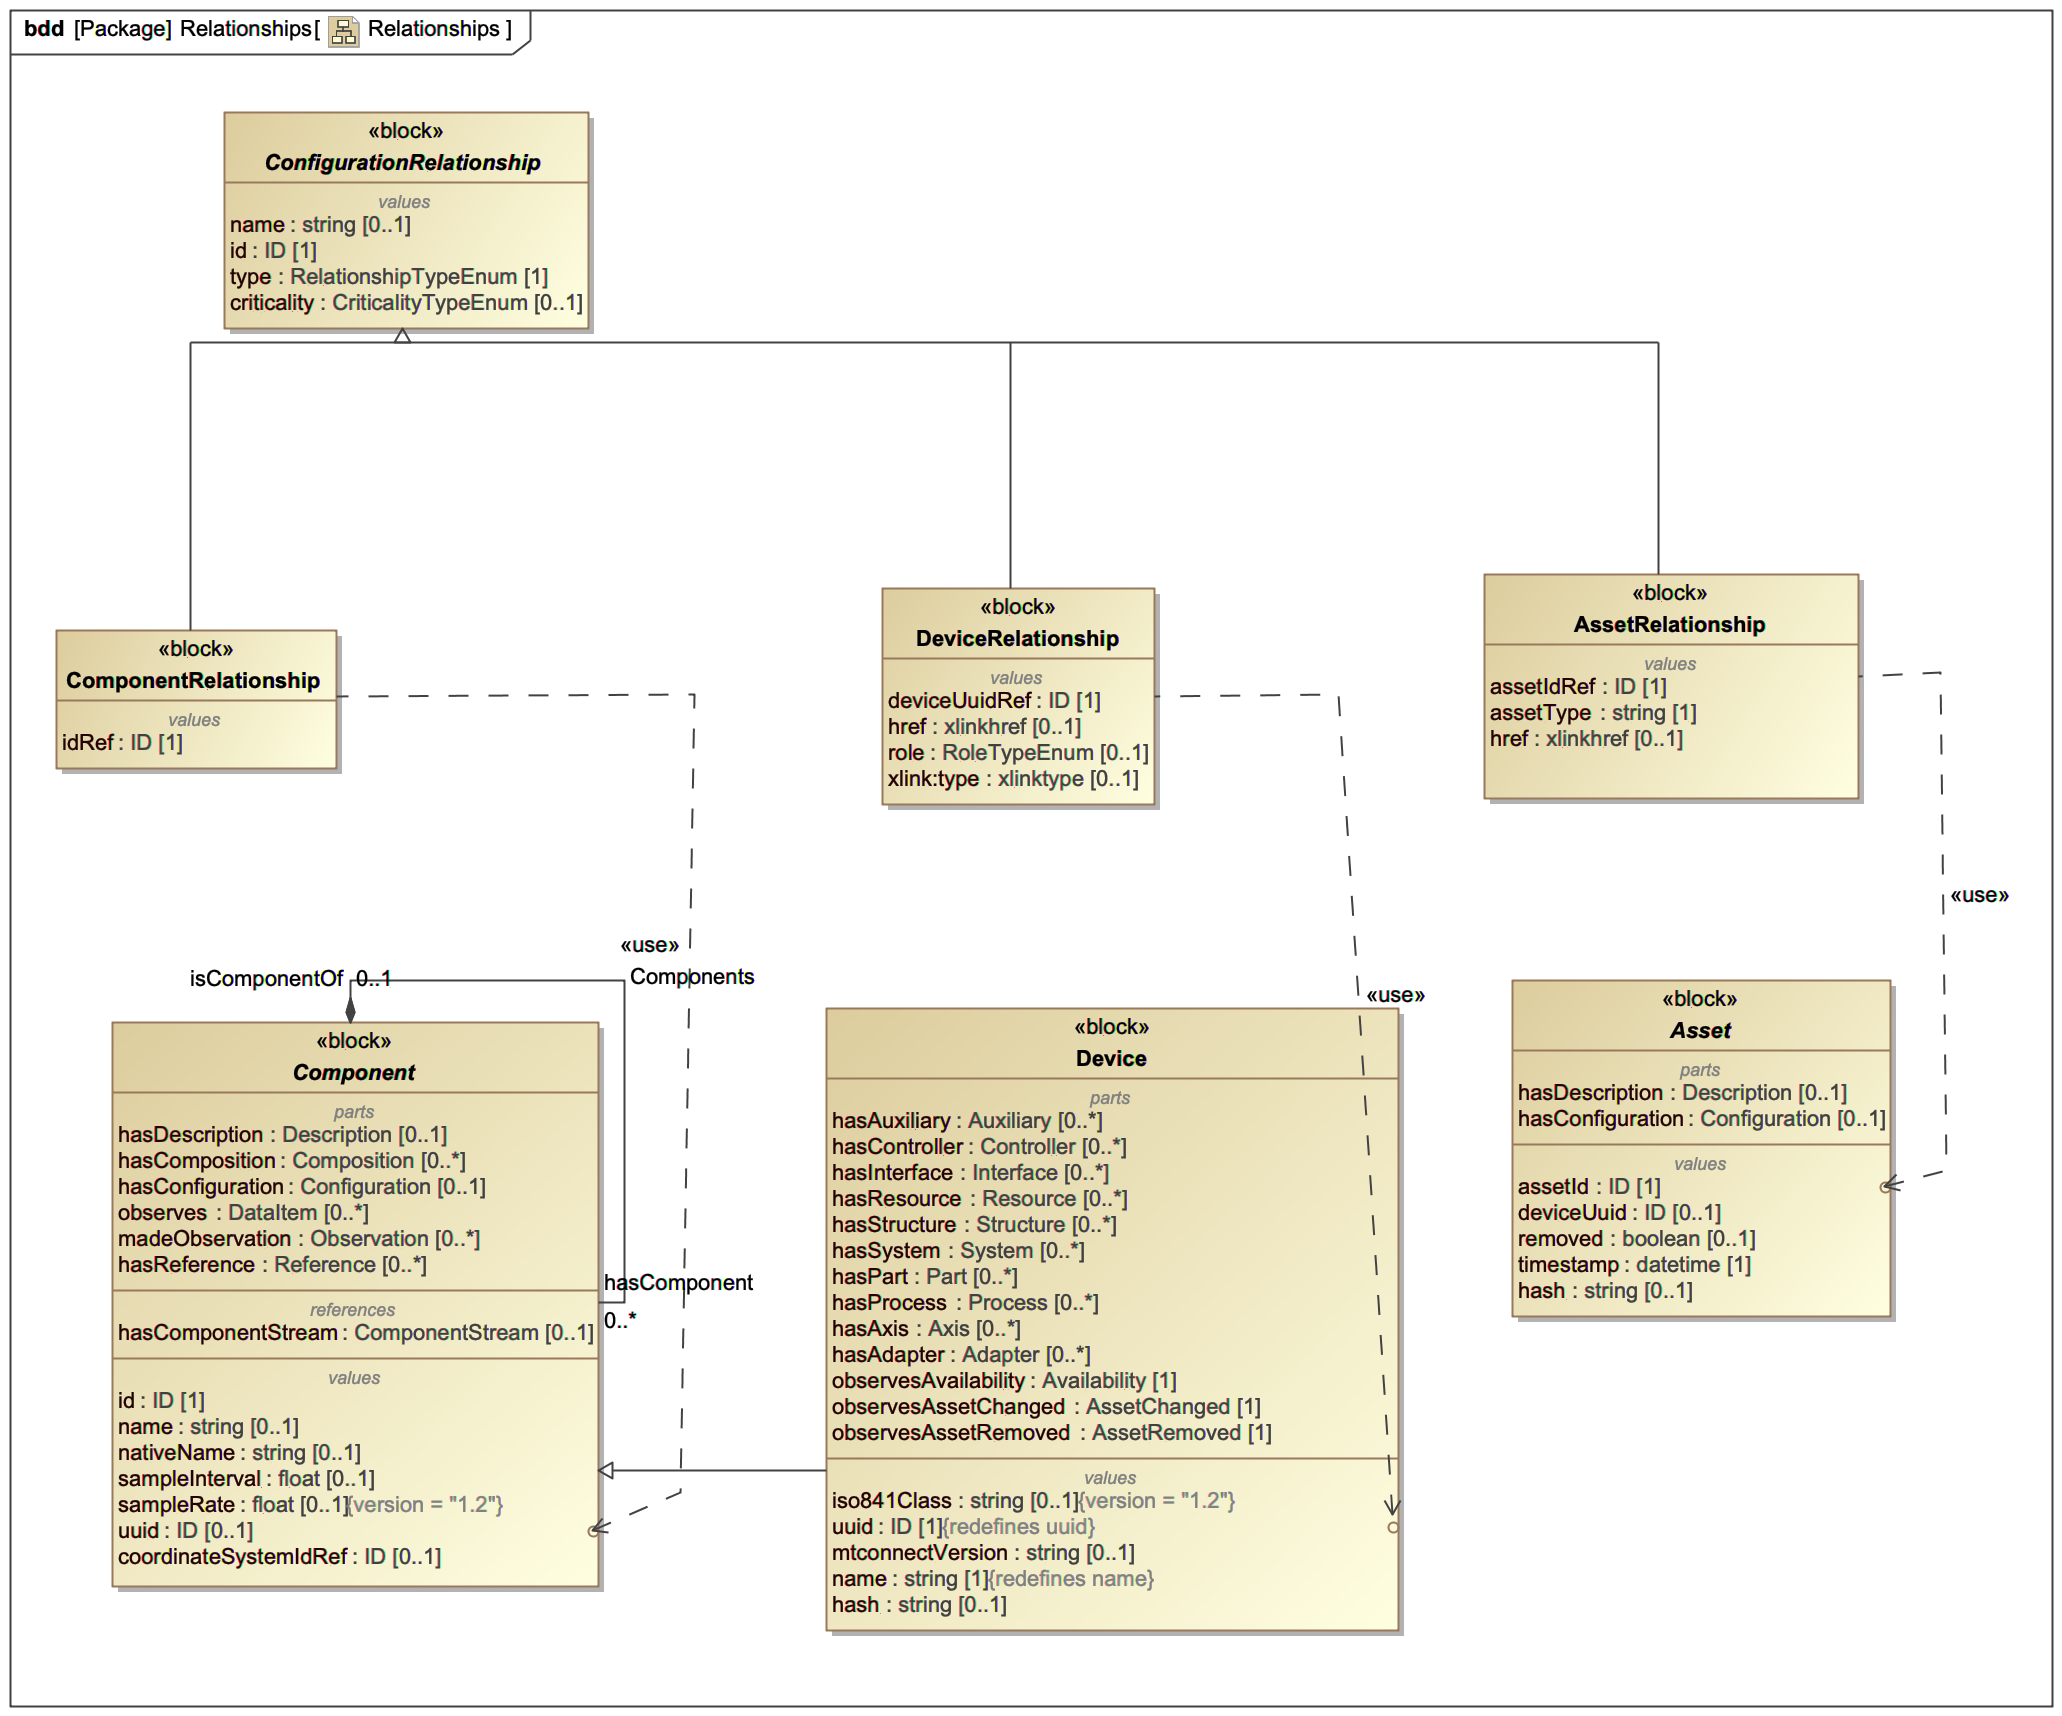 bdd [Package] Relationships[ Relationships ]
«block»
ConfigurationRelationship
values
name : string [0..1]
id : ID [1]
type : RelationshipTypeEnum [1]
criticality : CriticalityTypeEnum [0..1]
«block»
ComponentRelationship
values
idRef : ID [1]
«block»
DeviceRelationship
values
deviceUuidRef : ID [1]
href : xlinkhref [0..1]
role : RoleTypeEnum [0..1]
xlink:type : xlinktype [0..1]
«block»
AssetRelationship
values
assetIdRef : ID [1]
assetType : string [1]
href : xlinkhref [0..1]
«use»
«use»
«use»
isComponentOf 0..1
Components
hasComponent
0..*
«block»
Component
parts
hasDescription : Description [0..1]
hasComposition : Composition [0..*]
hasConfiguration : Configuration [0..1]
observes : DataItem [0..*]
madeObservation : Observation [0..*]
hasReference : Reference [0..*]
references
hasComponentStream : ComponentStream [0..1]
values
id : ID [1]
name : string [0..1]
nativeName : string [0..1]
sampleInterval : float [0..1]
sampleRate : float [0..1]{version = "1.2"}
uuid : ID [0..1]
coordinateSystemIdRef : ID [0..1]
«block»
Device
parts
hasAuxiliary : Auxiliary [0..*]
hasController : Controller [0..*]
hasInterface : Interface [0..*]
hasResource : Resource [0..*]
hasStructure : Structure [0..*]
hasSystem : System [0..*]
hasPart : Part [0..*]
hasProcess : Process [0..*]
hasAxis : Axis [0..*]
hasAdapter : Adapter [0..*]
observesAvailability : Availability [1]
observesAssetChanged : AssetChanged [1]
observesAssetRemoved : AssetRemoved [1]
values
iso841Class : string [0..1]{version = "1.2"}
uuid : ID [1]{redefines uuid}
mtconnectVersion : string [0..1]
name : string [1]{redefines name}
hash : string [0..1]
«block»
Asset
parts
hasDescription : Description [0..1]
hasConfiguration : Configuration [0..1]
values
assetId : ID [1]
deviceUuid : ID [0..1]
removed : boolean [0..1]
timestamp : datetime [1]
hash : string [0..1]